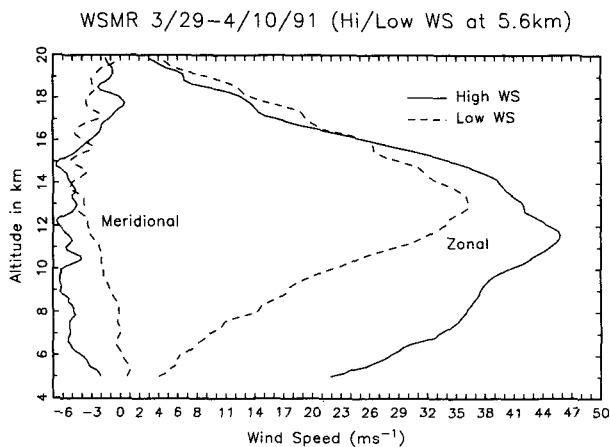 WSMR 3/29-4/10/91 (Hi/Low WS at 5.6km)
20
18
16
14
12
10
8
6
4
Altitude in km
High WS
Low WS
Meridional
Zonal
-6 -3 0 2 4 6 8 11 14 17 20 23 26 29 32 35 38 41 44 47 50
Wind Speed (ms⁻¹)